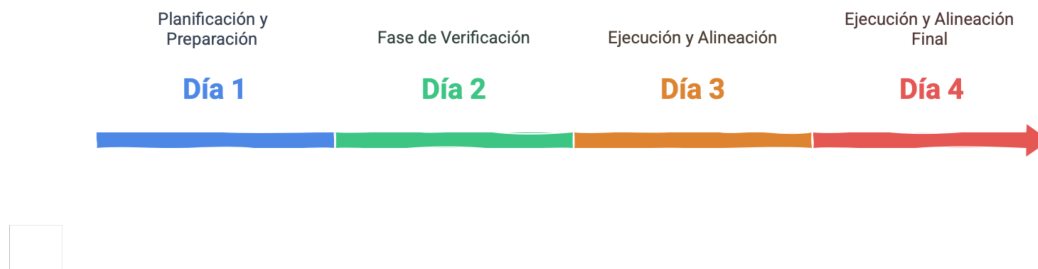 Planificación y
Preparación
Día 1
Fase de Verificación
Día 2
Ejecución y Alineación
Día 3
Ejecución y Alineación
Final
Día 4